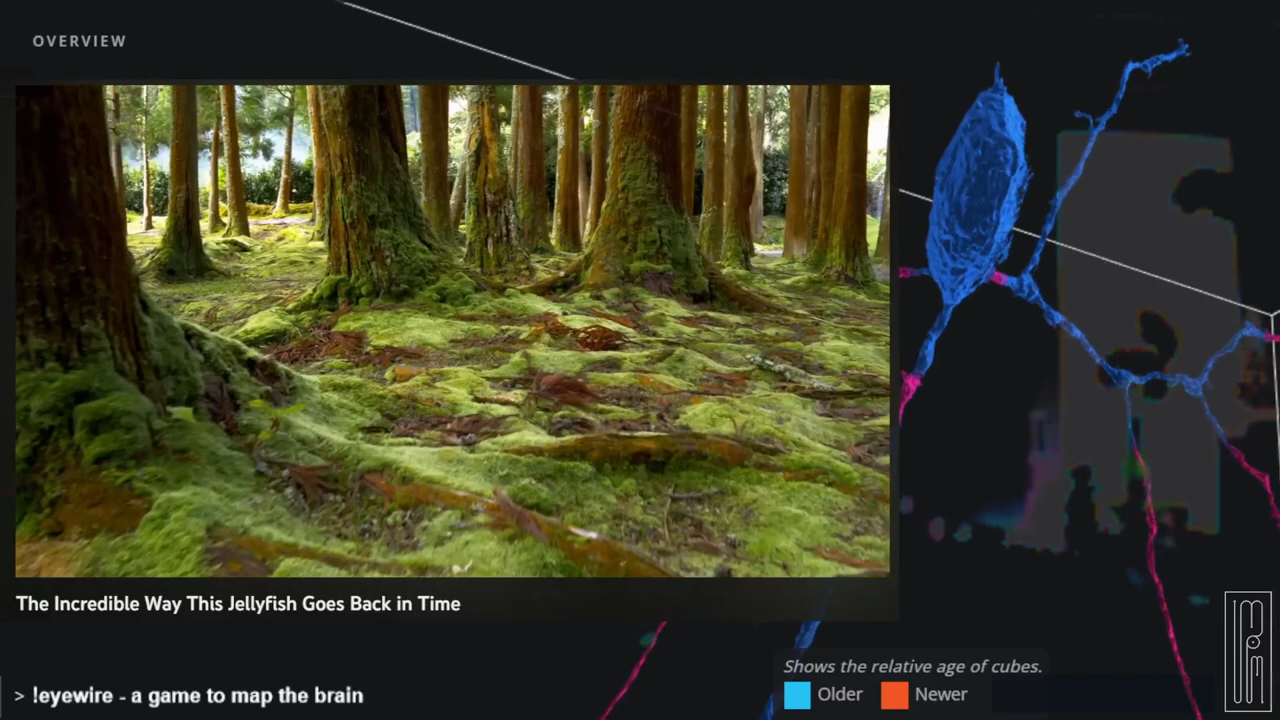 OVERVIEW
The Incredible Way This Jellyfish Goes Back in Time
Shows the relative age of cubes.
Older Newer
> !eyewire - a game to map the brain